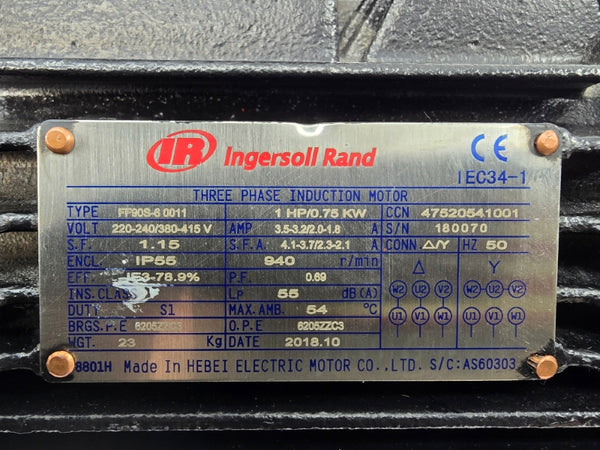 IR Ingersoll Rand CE
IEC34-1
THREE PHASE INDUCTION MOTOR
TYPE FF90S-6 0011 1 HP/0.75 KW CCN 47520541001
VOLT 220-240/380-415 V AMP 3.5-3.2/2.0-1.8 A S/N 180070
S.F. 1.15 S.F.A. 4.1-3.7/2.3-2.1 A CONN △/Y HZ 50
ENCL. IP55 940 r/min △ Y
EFF. IE3-78.9% P.F. 0.69
INS.CLASS LP 55 dB(A) W2 U2 V2 W2 U2 V2
DUTY S1 MAX.AMB. 54 °C U1 V1 W1 U1 V1 W1
BRGS.P.E 6205ZZC3 O.P.E 6205ZZC3
WGT. 23 Kg DATE 2018.10
8801H Made In HEBEI ELECTRIC MOTOR CO.,LTD. S/C:AS60303